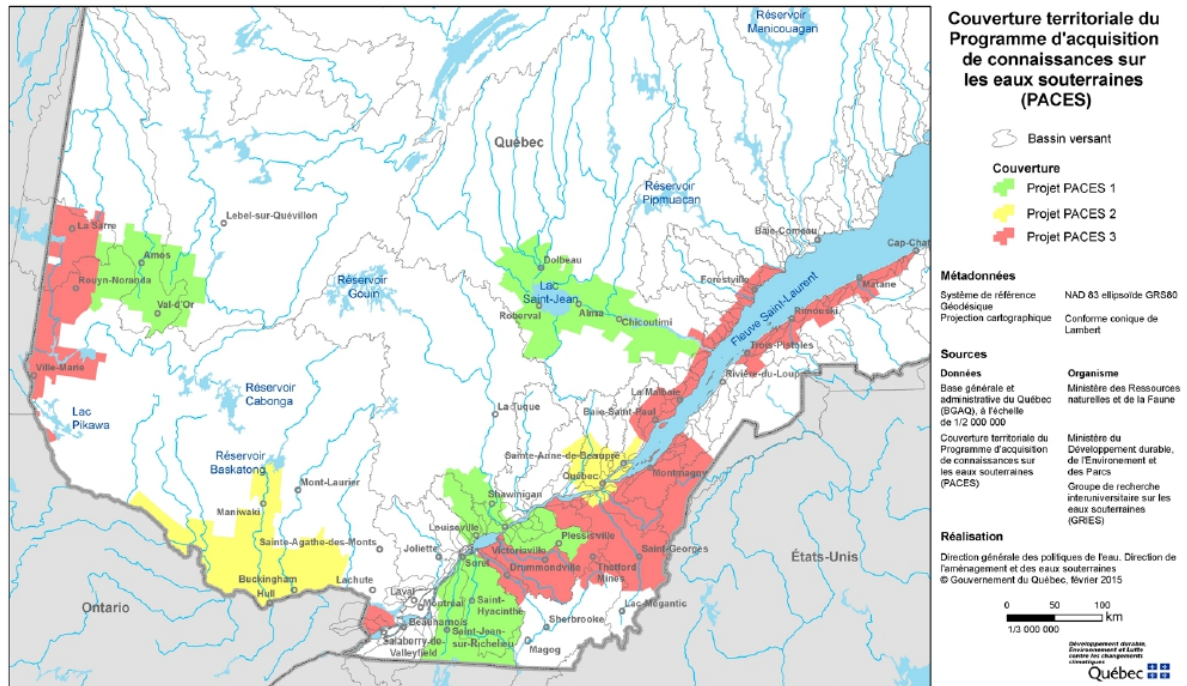 Couverture territoriale du
Programme d'acquisition
de connaissances sur
les eaux souterraines
(PACES)
Bassin versant
Couverture
Projet PACES 1
Projet PACES 2
Projet PACES 3
Métadonnées
Système de référence
Géodésique
NAD 83 ellipsoïde GRS80
Projection cartographique
Conforme conique de
Lambert
Sources
Données
Base générale et
administrative du Québec
(BGAQ), à l'échelle
de 1/2 000 000
Organisme
Ministère des Ressources
naturelles et de la Faune
Couverture territoriale du
Programme d'acquisition
de connaissances sur
les eaux souterraines
(PACES)
Ministère du
Développement durable,
de l'Environement et
des Parcs
Groupe de recherche
interuniversitaire sur les
eaux souterraines
(GRIES)
Réalisation
Direction générale des politiques de l'eau. Direction de
l'aménagement et des eaux souterraines
© Gouvernement du Québec, février 2015
0 50 100
km
1/3 000 000
Développement durable,
Environnement et Lutte
contre les changements
climatiques
Québec
Réservoir
Manicouagan
Québec
Réservoir
Pipmuacan
Lebel-sur-Quévillon
La Sarre
Amos
Rouyn-Noranda
Val-d'Or
Réservoir
Gouin
Dolbeau
Lac
Saint-Jean
Roberval
Alma
Chicoutimi
Baie-Comeau
Forestville
Cap-Chat
Matane
Rimouski
Fleuve Saint-Laurent
Trois-Pistoles
Rivière-du-Loup
Ville-Marie
Lac
Pikawa
Réservoir
Cabonga
La Tuque
La Malbaie
Baie-Saint-Paul
Réservoir
Baskatong
Mont-Laurier
Maniwaki
Sainte-Anne-de-Beaupré
Québec
Montmagny
Shawinigan
Louiseville
Sainte-Agathe-des-Monts
Joliette
Sorel
Victoriaville
Plessisville
Drummondville
Thetford
Mines
Saint-Georges
États-Unis
Buckingham
Hull
Lachute
Laval
Montréal
Saint-
Hyacinthe
Beauharnois
Saint-Jean-
sur-Richelieu
Salaberry-de-
Valleyfield
Lac-Mégantic
Sherbrooke
Magog
Ontario